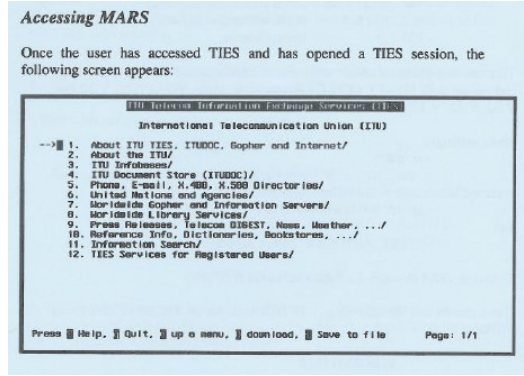 Accessing MARS
Once the user has accessed TIES and has opened a TIES session, the
following screen appears:
ITU Telecom Information Exchange Services (TIES)
International Telecommunication Union (ITU)
--> 1. About ITU TIES, ITUDOC, Gopher and Internet/
2. About the ITU/
3. ITU Infobases/
4. ITU Document Store (ITUDOC)/
5. Phone, E-mail, X.400, X.500 Directories/
6. United Nations and Agencies/
7. Worldwide Gopher and Information Servers/
8. Worldwide Library Services/
9. Press Releases, Telecom DIGEST, News, Weather, .../
10. Reference Info, Dictionaries, Bookstores, .../
11. Information Search/
12. TIES Services for Registered Users/
Press Help, Quit, up a menu, download, Save to file Page: 1/1